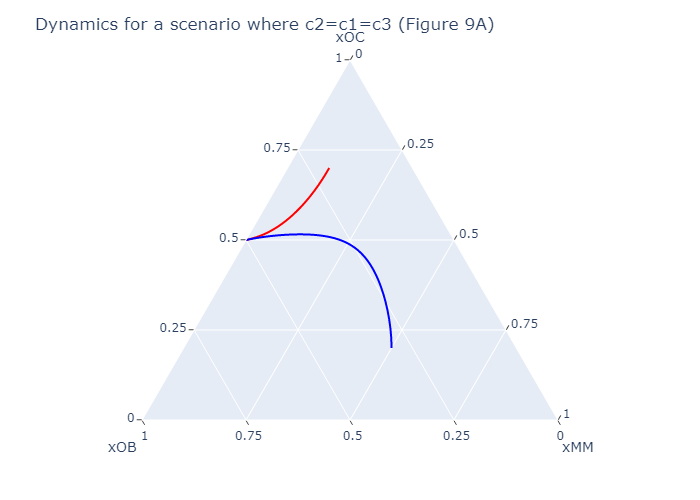 Dynamics for a scenario where c2=c1=c3 (Figure 9A)
xOC
1 0
0.75 0.25
0.5 0.5
0.25 0.75
0 1
1 0.75 0.5 0.25 0
xOB xMM